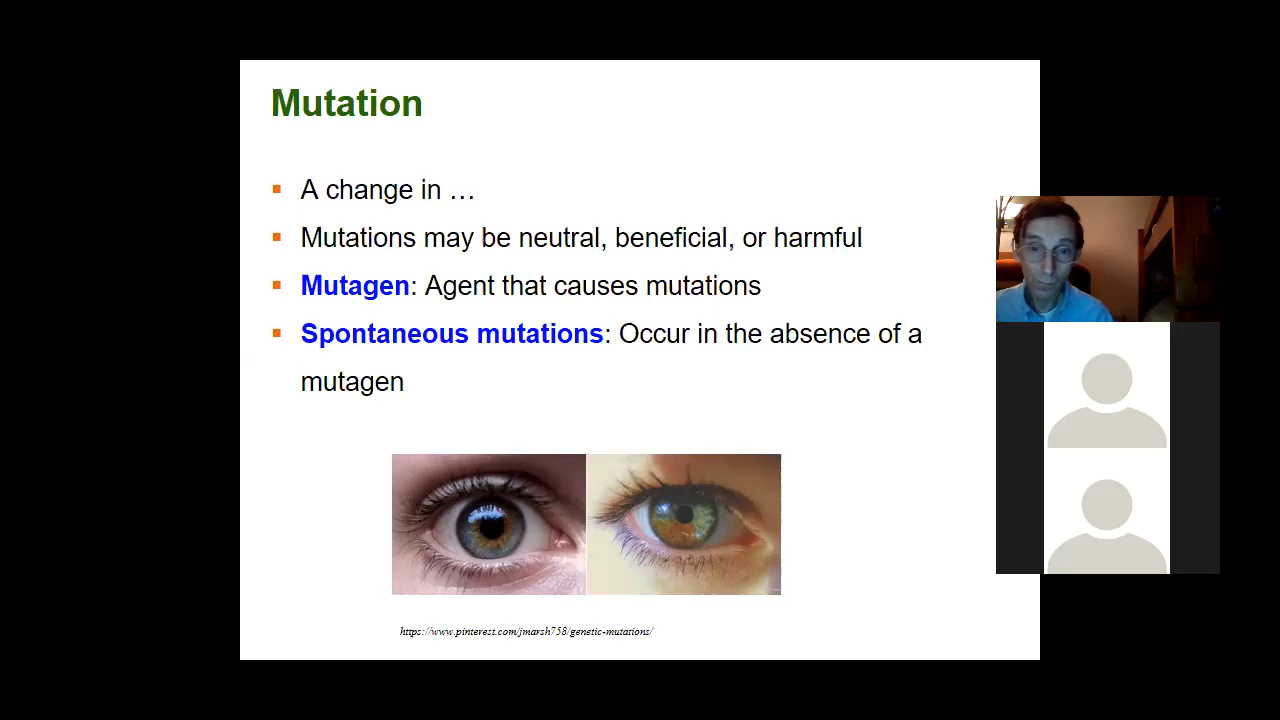 Mutation
A change in …
Mutations may be neutral, beneficial, or harmful
Mutagen: Agent that causes mutations
Spontaneous mutations: Occur in the absence of a
mutagen
https://www.pinterest.com/jmarsh758/genetic-mutations/